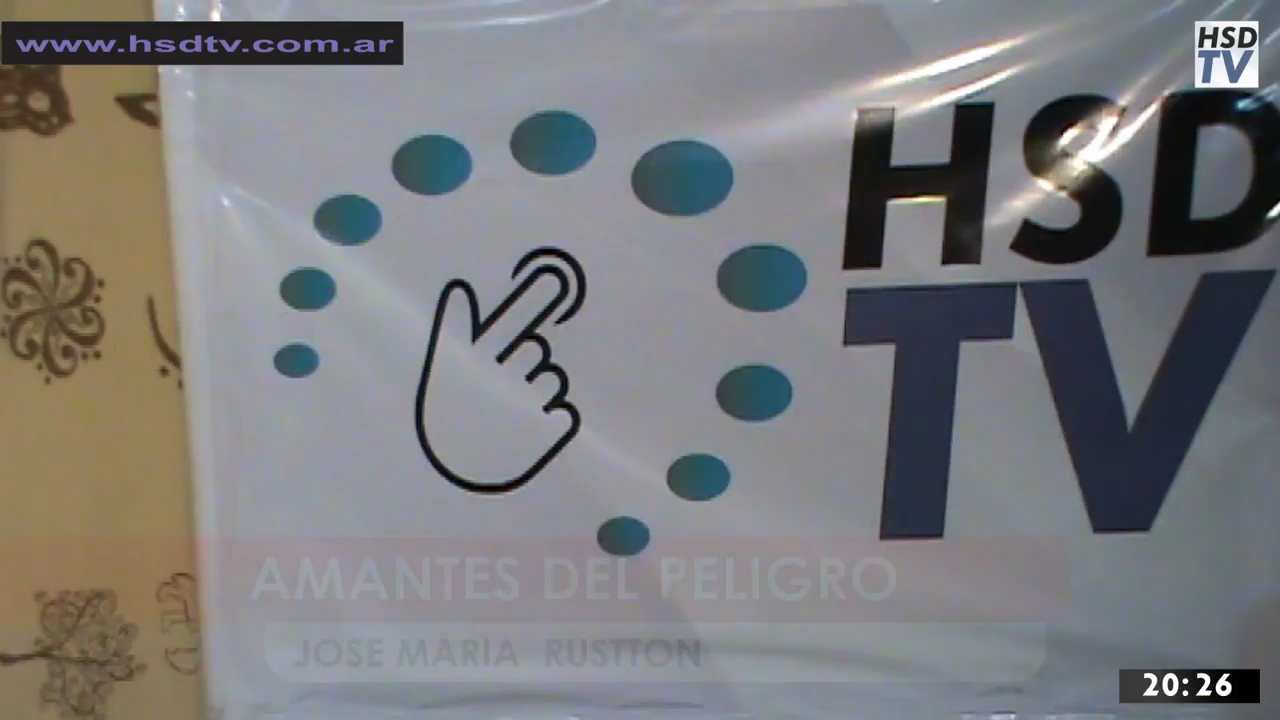 www.hsdtv.com.ar
HSD
TV
HSD
TV
AMANTES DEL PELIGRO
JOSE MARIA RUSTTON
20:26